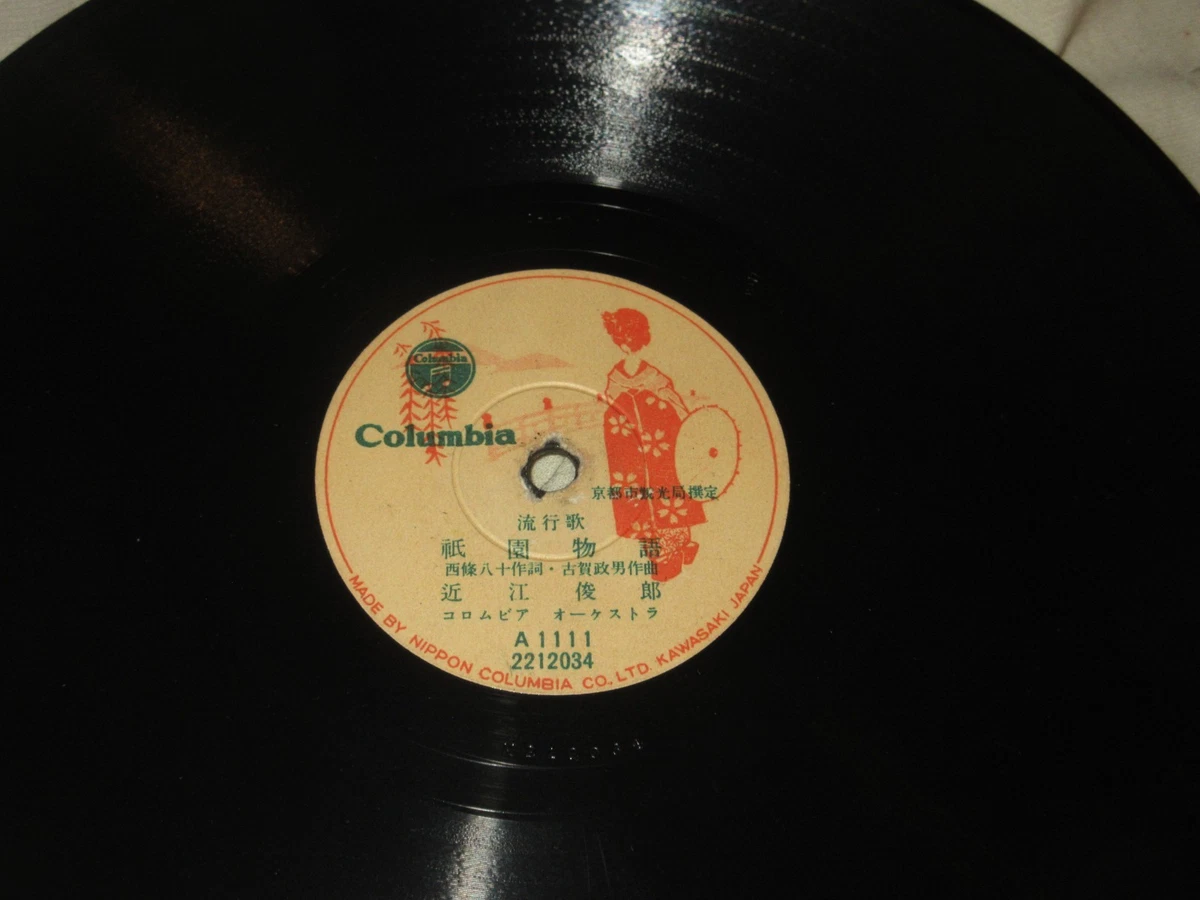 Columbia
Columbia
京都市観光局撰定
流行歌
祇園物語
西條八十作詞・古賀政男作曲
近江俊郎
コロムビア オーケストラ
A1111
2212034
MADE BY NIPPON COLUMBIA CO., LTD. KAWASAKI JAPAN